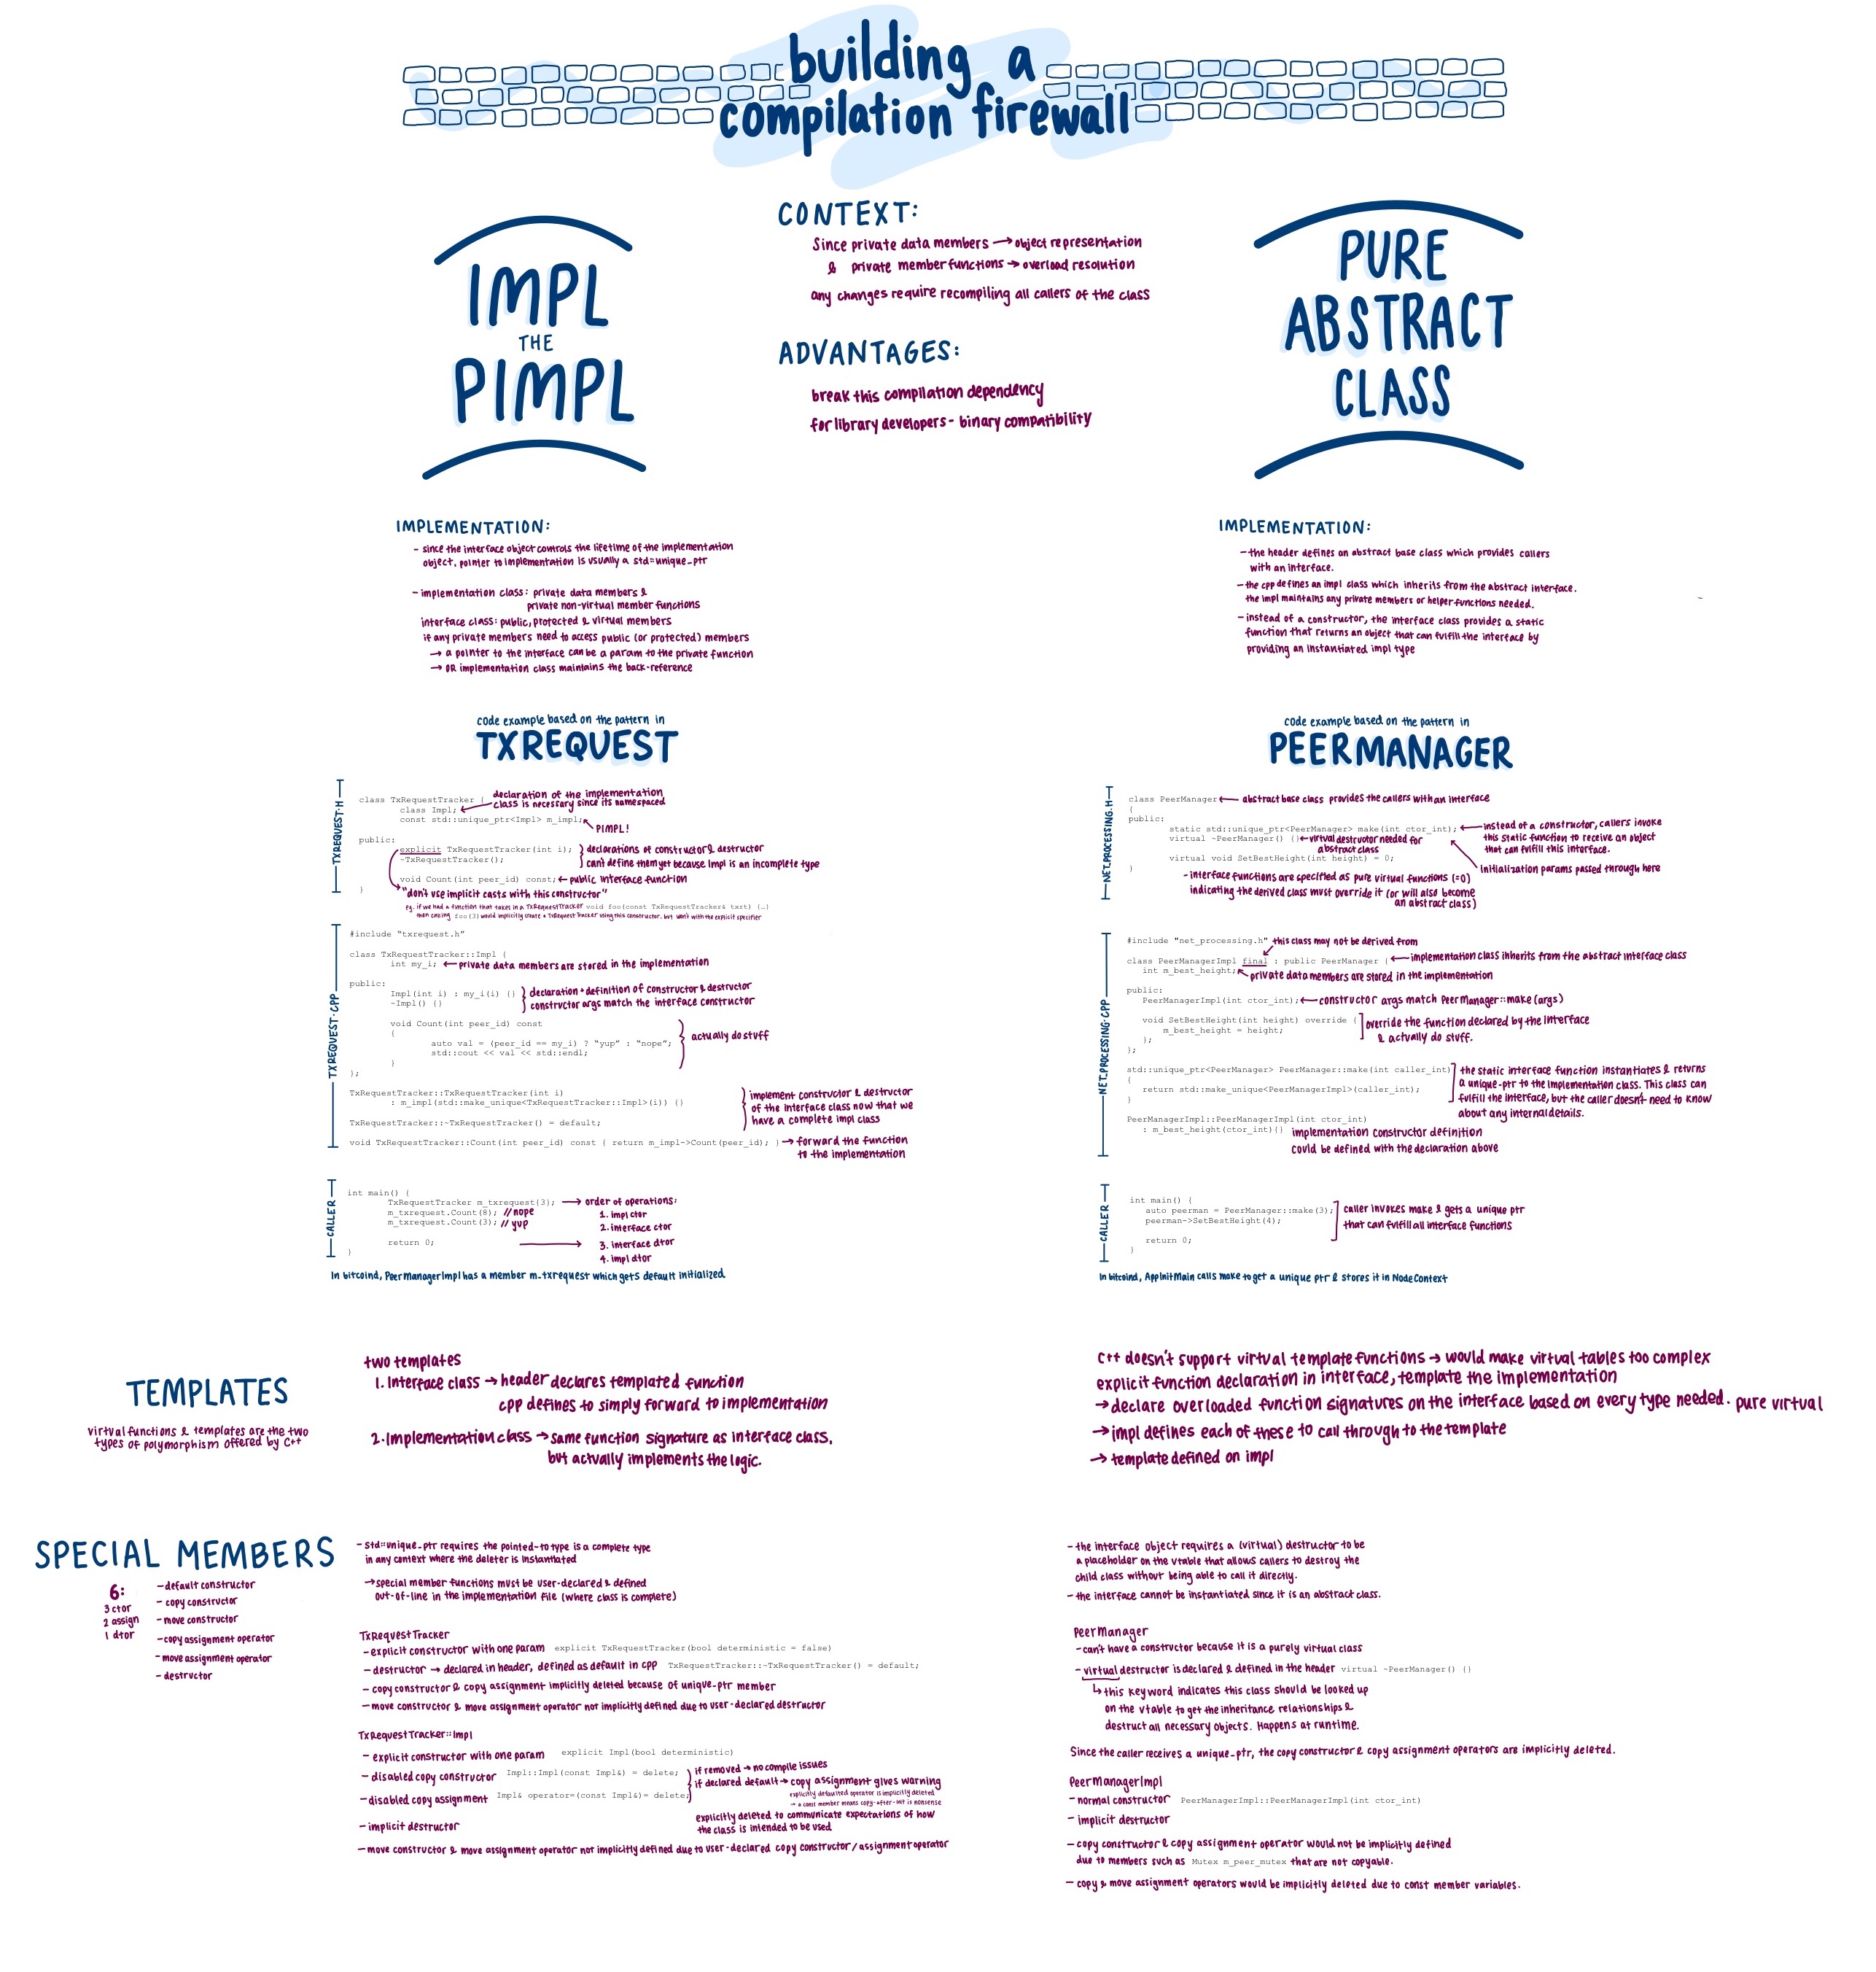 building a
compilation firewall
IMPL
THE
PIMPL
CONTEXT:
Since private data members → object representation
& private member functions → overload resolution
any changes require recompiling all callers of the class
ADVANTAGES:
break this compilation dependency
for library developers - binary compatibility
PURE
ABSTRACT
CLASS
IMPLEMENTATION:
- since the interface object controls the lifetime of the implementation
object, pointer to implementation is usually a std::unique_ptr
- implementation class: private data members &
private non-virtual member functions
interface class: public, protected & virtual members
if any private members need to access public (or protected) members
→ a pointer to the interface can be a param to the private function
→ OR implementation class maintains the back-reference
IMPLEMENTATION:
- the header defines an abstract base class which provides callers
with an interface.
- the cpp defines an impl class which inherits from the abstract interface.
the impl maintains any private members or helper functions needed.
- instead of a constructor, the interface class provides a static
function that returns an object that can fulfill the interface by
providing an instantiated impl type
code example based on the pattern in
TXREQUEST
TXREQUEST.H
class TxRequestTracker {
class Impl; ← declaration of the implementation
class is necessary since its namespaced
const std::unique_ptr<Impl> m_impl; PIMPL!
public:
explicit TxRequestTracker(int i); } declarations of constructor & destructor
~TxRequestTracker(); can't define them yet because Impl is an incomplete type
void Count(int peer_id) const; ← public interface function
}
"don't use implicit casts with this constructor"
eg. if we had a function that takes in a TxRequestTracker void foo(const TxRequestTracker& txrt) {…}
then calling foo(3) would implicitly create a TxRequestTracker using this constructor. but won't with the explicit specifier
TXREQUEST.CPP
#include "txrequest.h"
class TxRequestTracker::Impl {
int my_i; ← private data members are stored in the implementation
public:
Impl(int i) : my_i(i) {} } declaration + definition of constructor & destructor
~Impl() {} constructor args match the interface constructor
void Count(int peer_id) const
{
auto val = (peer_id == my_i) ? "yup" : "nope"; } actually do stuff
std::cout << val << std::endl;
}
};
TxRequestTracker::TxRequestTracker(int i)
: m_impl(std::make_unique<TxRequestTracker::Impl>(i)) {}
TxRequestTracker::~TxRequestTracker() = default;
implement constructor & destructor
of the interface class now that we
have a complete impl class
void TxRequestTracker::Count(int peer_id) const { return m_impl->Count(peer_id); } → forward the function
to the implementation
CALLER
int main() {
TxRequestTracker m_txrequest(3); → order of operations:
m_txrequest.Count(8); //nope 1. impl ctor
m_txrequest.Count(3); // yup 2. interface ctor
return 0; → 3. interface dtor
4. impl dtor
}
In bitcoind, PeerManagerImpl has a member m_txrequest which gets default initialized.
code example based on the pattern in
PEERMANAGER
NET_PROCESSING.H
class PeerManager ← abstract base class provides the callers with an interface
{
public:
static std::unique_ptr<PeerManager> make(int ctor_int); ← instead of a constructor, callers invoke
this static function to receive an object
that can fulfill this interface.
virtual ~PeerManager() {} ← virtual destructor needed for
abstract class
virtual void SetBestHeight(int height) = 0;
initialization params passed through here
}
- interface functions are specified as pure virtual functions (=0)
indicating the derived class must override it (or will also become
an abstract class)
NET_PROCESSING.CPP
#include "net_processing.h" this class may not be derived from
class PeerManagerImpl final : public PeerManager { ← implementation class inherits from the abstract interface class
int m_best_height; private data members are stored in the implementation
public:
PeerManagerImpl(int ctor_int); ← constructor args match PeerManager::make(args)
void SetBestHeight(int height) override { override the function declared by the interface
m_best_height = height; & actually do stuff.
};
};
std::unique_ptr<PeerManager> PeerManager::make(int caller_int)
{
return std::make_unique<PeerManagerImpl>(caller_int);
}
the static interface function instantiates & returns
a unique-ptr to the implementation class. This class can
fulfill the interface, but the caller doesn't need to know
about any internal details.
PeerManagerImpl::PeerManagerImpl(int ctor_int)
: m_best_height(ctor_int){} implementation constructor definition
could be defined with the declaration above
CALLER
int main() {
auto peerman = PeerManager::make(3); caller invokes make & gets a unique ptr
peerman->SetBestHeight(4); that can fulfill all interface functions
return 0;
}
In bitcoind, AppInitMain calls make to get a unique ptr & stores it in NodeContext
TEMPLATES
virtual functions & templates are the two
types of polymorphism offered by C++
two templates
1. Interface class → header declares templated function
cpp defines to simply forward to implementation
2. Implementation class → same function signature as interface class,
but actually implements the logic.
C++ doesn't support virtual template functions → would make virtual tables too complex
explicit function declaration in interface, template the implementation
→ declare overloaded function signatures on the interface based on every type needed. pure virtual
→ impl defines each of these to call through to the template
→ template defined on impl
SPECIAL MEMBERS
6:
3 ctor
2 assign
1 dtor
- default constructor
- copy constructor
- move constructor
- copy assignment operator
- move assignment operator
- destructor
- std::unique_ptr requires the pointed-to type is a complete type
in any context where the deleter is instantiated
→ special member functions must be user-declared & defined
out-of-line in the implementation file (where class is complete)
TxRequestTracker
- explicit constructor with one param explicit TxRequestTracker(bool deterministic = false)
- destructor → declared in header, defined as default in cpp TxRequestTracker::~TxRequestTracker() = default;
- copy constructor & copy assignment implicitly deleted because of unique-ptr member
- move constructor & move assignment operator not implicitly defined due to user-declared destructor
TxRequestTracker::Impl
- explicit constructor with one param explicit Impl(bool deterministic)
- disabled copy constructor Impl::Impl(const Impl&) = delete;
- disabled copy assignment Impl& operator=(const Impl&)= delete;
if removed → no compile issues
if declared default → copy assignment gives warning
explicitly defaulted operator is implicitly deleted
→ a const member means copy-after-init is nonsense
explicitly deleted to communicate expectations of how
the class is intended to be used
- implicit destructor
- move constructor & move assignment operator not implicitly defined due to user-declared copy constructor/assignment operator
- the interface object requires a (virtual) destructor to be
a placeholder on the vtable that allows callers to destroy the
child class without being able to call it directly.
- the interface cannot be instantiated since it is an abstract class.
PeerManager
- can't have a constructor because it is a purely virtual class
- virtual destructor is declared & defined in the header virtual ~PeerManager() {}
↳ this keyword indicates this class should be looked up
on the vtable to get the inheritance relationships &
destruct all necessary objects. Happens at runtime.
Since the caller receives a unique_ptr, the copy constructor & copy assignment operators are implicitly deleted.
PeerManagerImpl
- normal constructor PeerManagerImpl::PeerManagerImpl(int ctor_int)
- implicit destructor
- copy constructor & copy assignment operator would not be implicitly defined
due to members such as Mutex m_peer_mutex that are not copyable.
- copy & move assignment operators would be implicitly deleted due to const member variables.